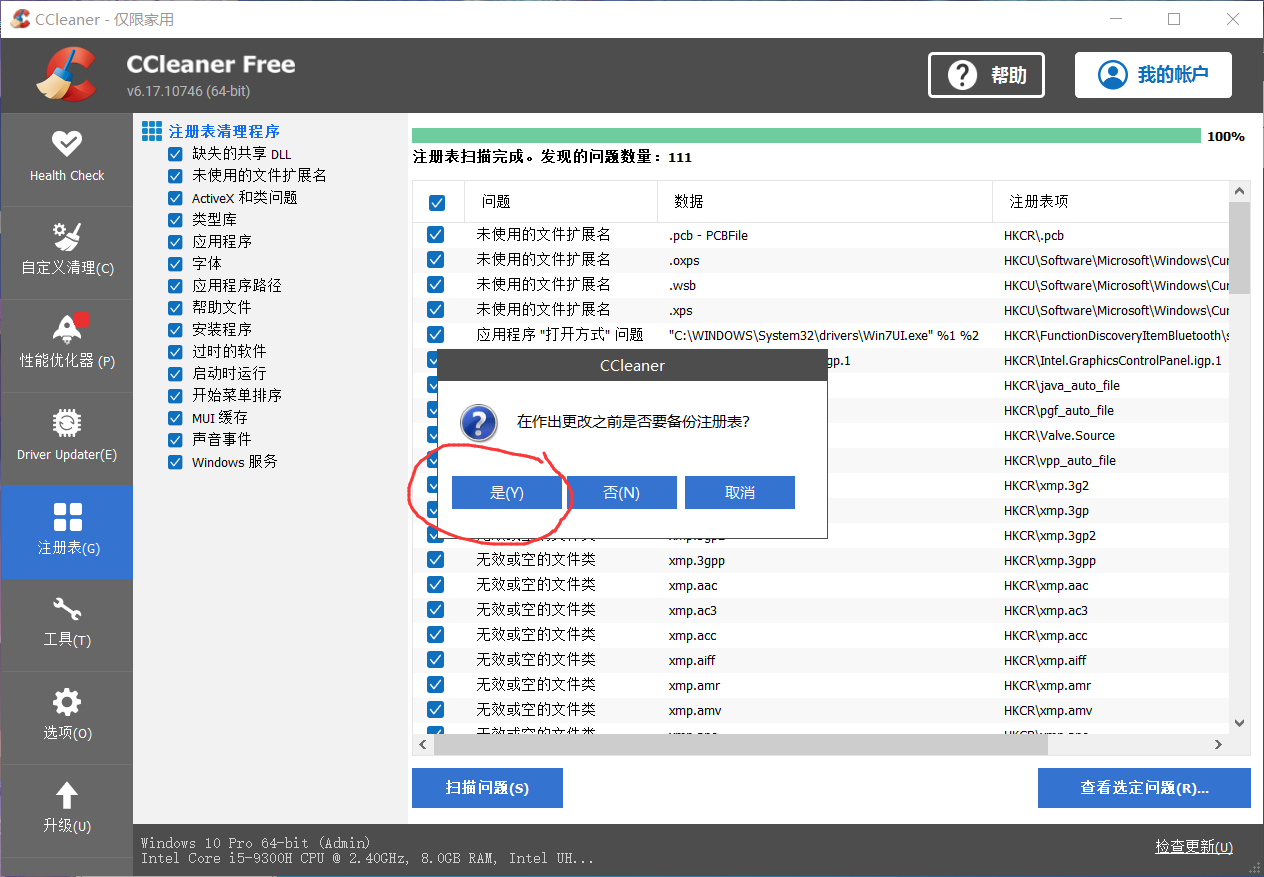 CCleaner - 仅限家用
CCleaner Free
v6.17.10746 (64-bit)
帮助
我的帐户
Health Check
自定义清理(C)
性能优化器 (P)
Driver Updater(E)
注册表(G)
工具(T)
选项(O)
升级(U)
注册表清理程序
缺失的共享 DLL
未使用的文件扩展名
ActiveX 和类问题
类型库
应用程序
字体
应用程序路径
帮助文件
安装程序
过时的软件
启动时运行
开始菜单排序
MUI 缓存
声音事件
Windows 服务
100%
注册表扫描完成。发现的问题数量：111
问题 数据 注册表项
未使用的文件扩展名 .pcb - PCBFile HKCR\.pcb
未使用的文件扩展名 .oxps HKCU\Software\Microsoft\Windows\Cur
未使用的文件扩展名 .wsb HKCU\Software\Microsoft\Windows\Cur
未使用的文件扩展名 .xps HKCU\Software\Microsoft\Windows\Cur
应用程序 "打开方式" 问题 "C:\WINDOWS\System32\drivers\Win7UI.exe" %1 %2 HKCR\FunctionDiscoveryItemBluetooth\s
igp.1 HKCR\Intel.GraphicsControlPanel.igp.1
HKCR\java_auto_file
HKCR\pgf_auto_file
HKCR\Valve.Source
HKCR\vpp_auto_file
HKCR\xmp.3g2
HKCR\xmp.3gp
无效或空的文件类 xmp.3gp2 HKCR\xmp.3gp2
无效或空的文件类 xmp.3gpp HKCR\xmp.3gpp
无效或空的文件类 xmp.aac HKCR\xmp.aac
无效或空的文件类 xmp.ac3 HKCR\xmp.ac3
无效或空的文件类 xmp.acc HKCR\xmp.acc
无效或空的文件类 xmp.aiff HKCR\xmp.aiff
无效或空的文件类 xmp.amr HKCR\xmp.amr
无效或空的文件类 xmp.amv HKCR\xmp.amv
无效或空的文件类
CCleaner
在作出更改之前是否要备份注册表?
是(Y) 否(N) 取消
扫描问题(S)
查看选定问题(R)...
Windows 10 Pro 64-bit (Admin)
Intel Core i5-9300H CPU @ 2.40GHz, 8.0GB RAM, Intel UH...
检查更新(U)